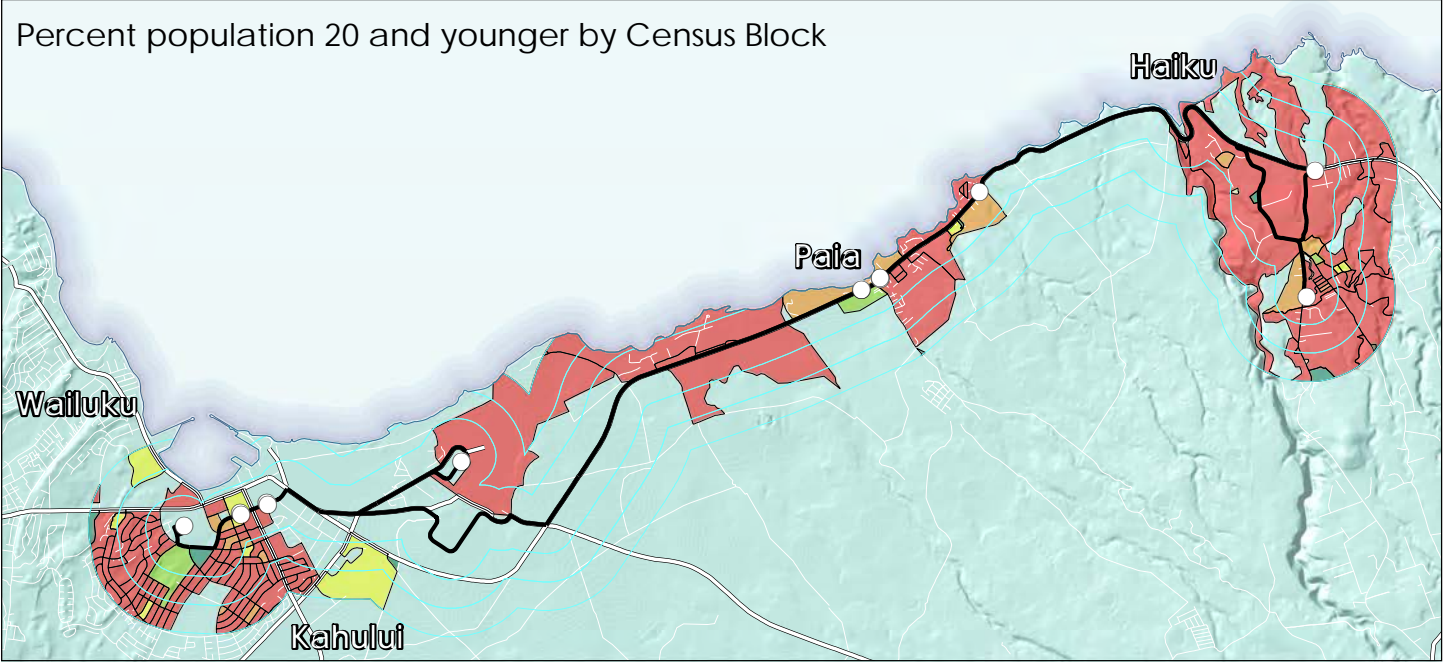 Percent population 20 and younger by Census Block
Haiku
Paia
Wailuku
Kahului